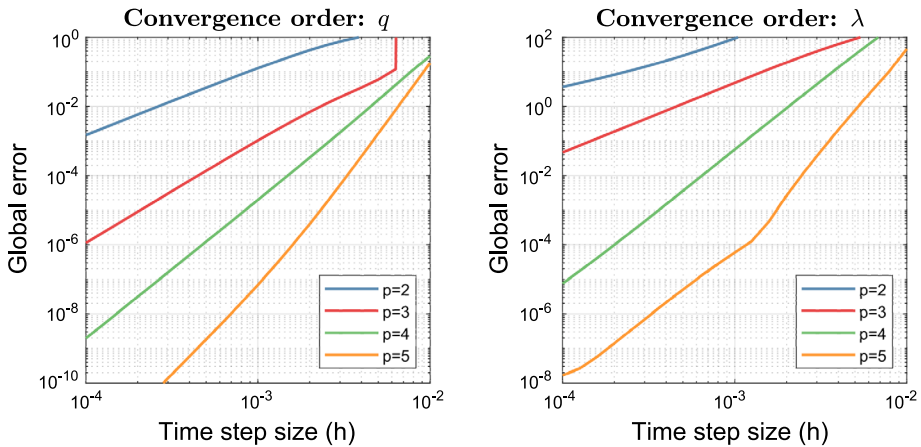 Convergence order: q
10^0
10^-2
10^-4
10^-6
10^-8
10^-10
Global error
p=2
p=3
p=4
p=5
10^-4
10^-3
10^-2
Time step size (h)
Convergence order: λ
10^2
10^0
10^-2
10^-4
10^-6
10^-8
Global error
p=2
p=3
p=4
p=5
10^-4
10^-3
10^-2
Time step size (h)